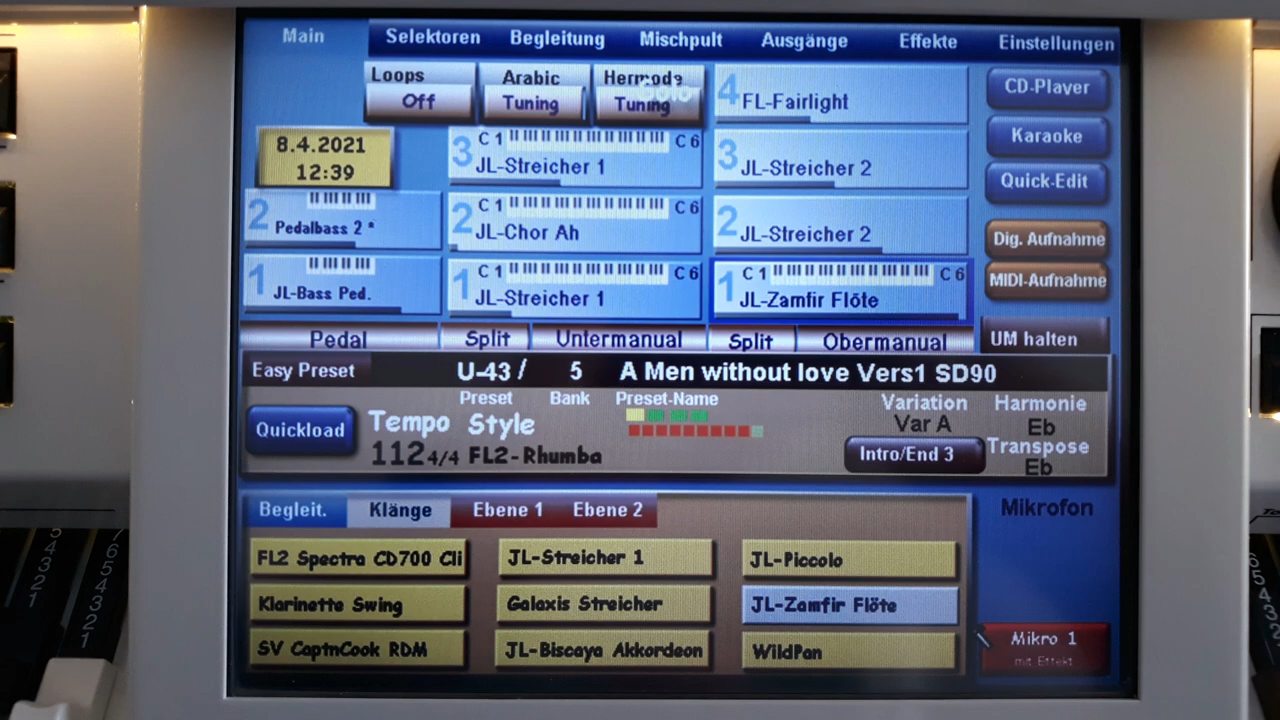 Main Selektoren Begleitung Mischpult Ausgänge Effekte Einstellungen
Loops
Off
Arabic
Tuning
Hermode
Tuning
4 FL-Fairlight
CD-Player
8.4.2021
12:39
3 C 1 C 6
JL-Streicher 1
3 JL-Streicher 2
Karaoke
Quick-Edit
2 Pedalbass 2 *
2 C 1 C 6
JL-Chor Ah
2 JL-Streicher 2
Dig. Aufnahme
1 JL-Bass Ped.
1 C 1 C 6
JL-Streicher 1
1 C 1 C 6
JL-Zamfir Flöte
MIDI-Aufnahme
Pedal Split Untermanual Split Obermanual UM halten
Easy Preset U-43 / 5 A Men without love Vers1 SD90
Preset Bank Preset-Name
Quickload
Tempo Style
112 4/4 FL2-Rhumba
Variation
Var A
Intro/End 3
Harmonie
Eb
Transpose
Eb
Begleit. Klänge Ebene 1 Ebene 2
Mikrofon
FL2 Spectra CD700 Cli JL-Streicher 1 JL-Piccolo
Klarinette Swing Galaxis Streicher JL-Zamfir Flöte
SV CaptnCook RDM JL-Biscaya Akkordeon WildPan
Mikro 1
mit Effekt